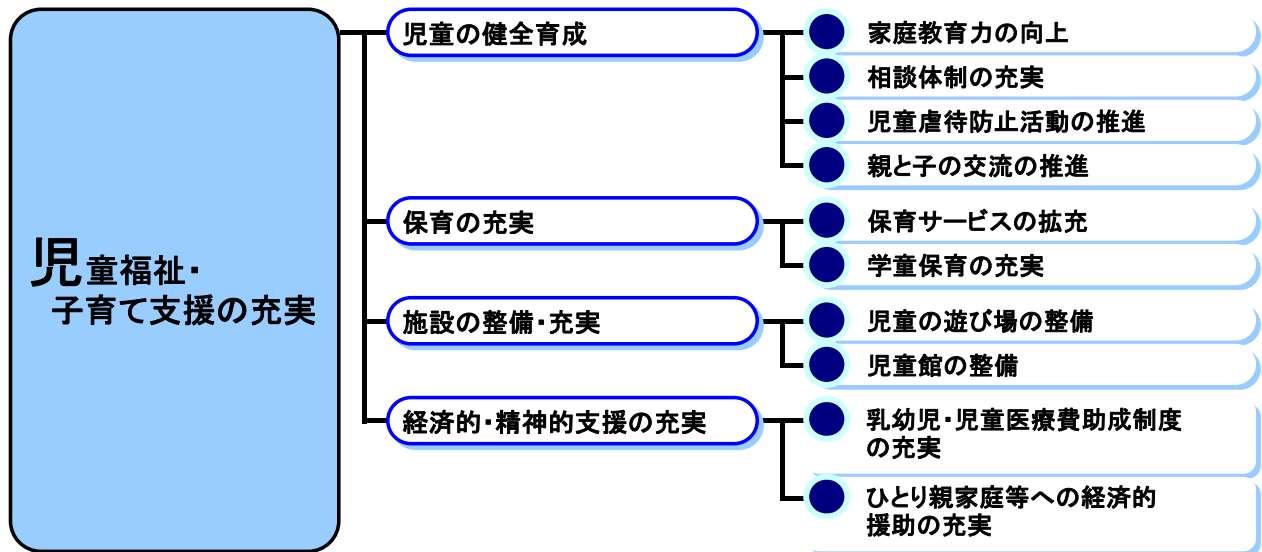 児童福祉・
子育て支援の充実
児童の健全育成
家庭教育力の向上
相談体制の充実
児童虐待防止活動の推進
親と子の交流の推進
保育の充実
保育サービスの拡充
学童保育の充実
施設の整備・充実
児童の遊び場の整備
児童館の整備
経済的・精神的支援の充実
乳幼児・児童医療費助成制度
の充実
ひとり親家庭等への経済的
援助の充実